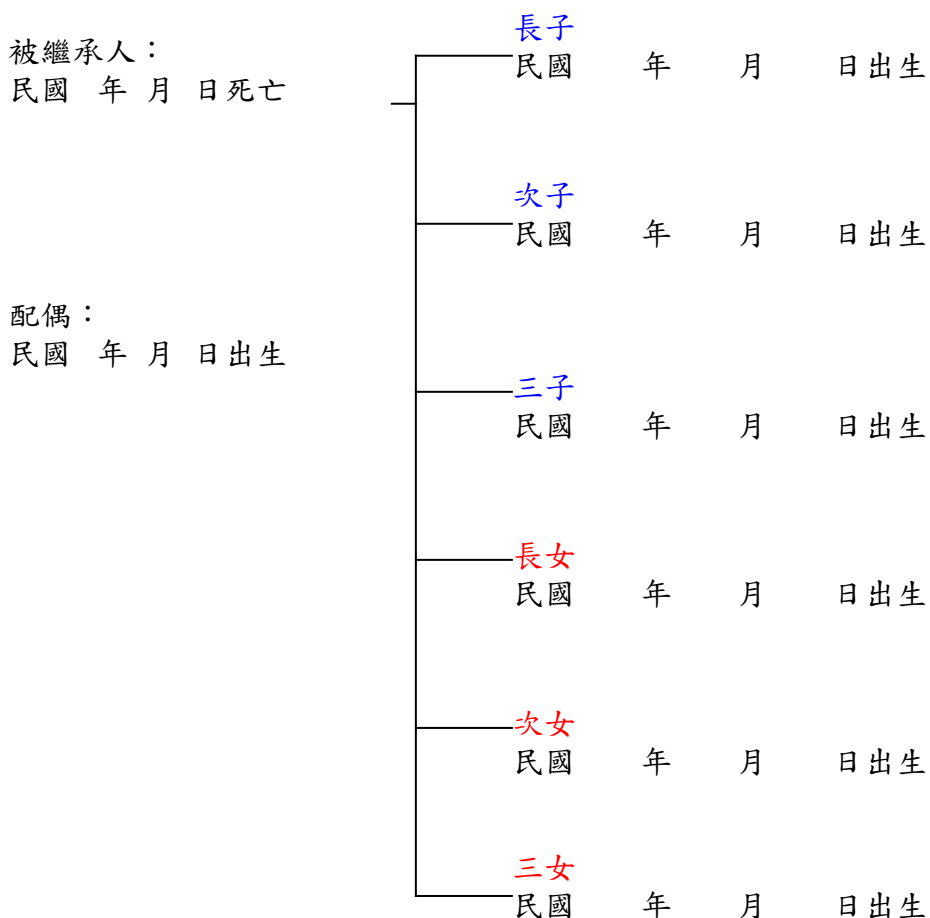 被繼承人：
民國 年 月 日死亡
配偶：
民國 年 月 日出生
長子
民國 年 月 日出生
次子
民國 年 月 日出生
三子
民國 年 月 日出生
長女
民國 年 月 日出生
次女
民國 年 月 日出生
三女
民國 年 月 日出生